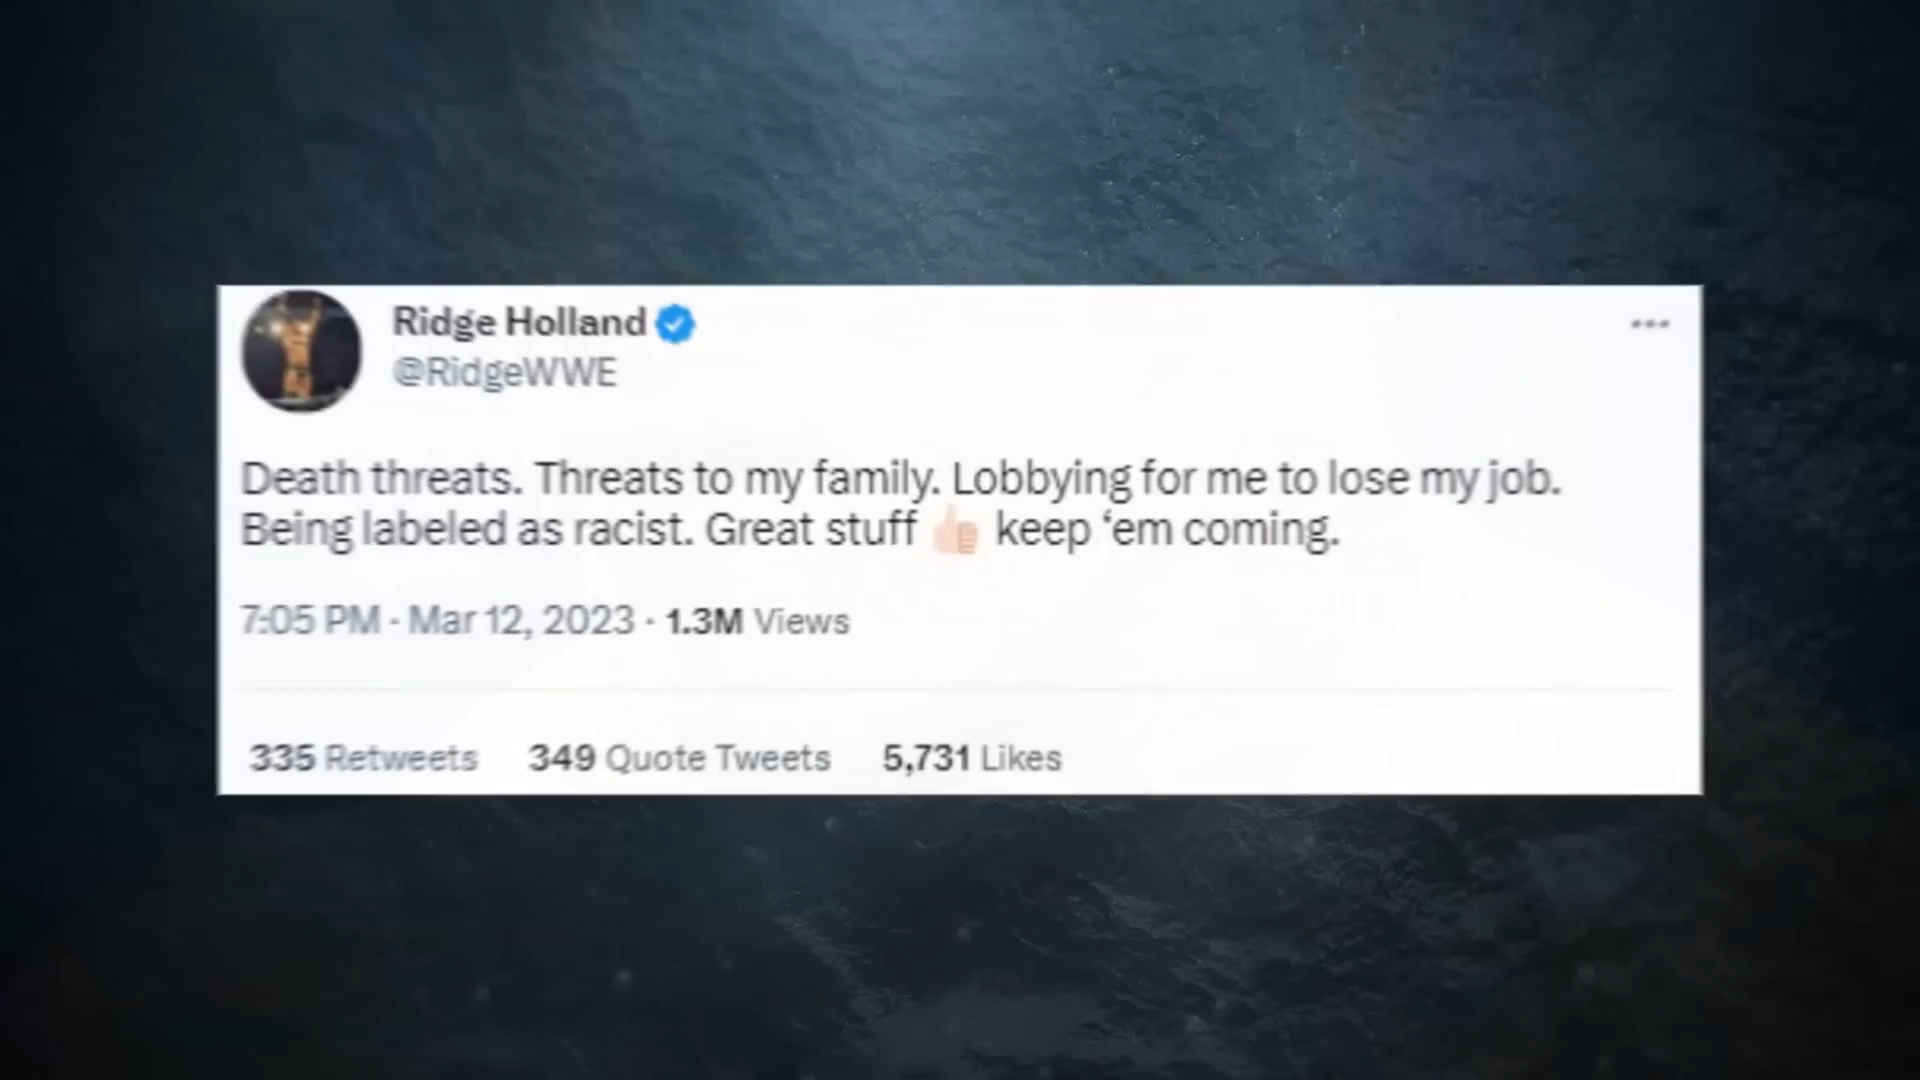 Ridge Holland
@RidgeWWE
Death threats. Threats to my family. Lobbying for me to lose my job.
Being labeled as racist. Great stuff 👍🏻 keep ‘em coming.
7:05 PM · Mar 12, 2023 · 1.3M Views
335 Retweets 349 Quote Tweets 5,731 Likes